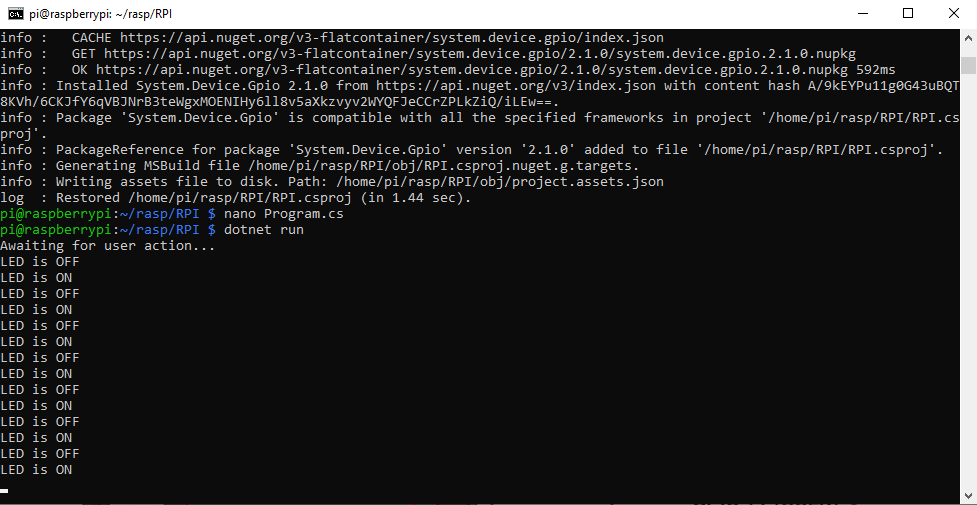 pi@raspberrypi: ~/rasp/RPI
info :   CACHE https://api.nuget.org/v3-flatcontainer/system.device.gpio/index.json
info :   GET https://api.nuget.org/v3-flatcontainer/system.device.gpio/2.1.0/system.device.gpio.2.1.0.nupkg
info :   OK https://api.nuget.org/v3-flatcontainer/system.device.gpio/2.1.0/system.device.gpio.2.1.0.nupkg 592ms
info : Installed System.Device.Gpio 2.1.0 from https://api.nuget.org/v3/index.json with content hash A/9kEYPu11g0G43uBQT
8KVh/6CKJfY6qVBJNrB3teWgxMOENIHy6ll8v5aXkzvyv2WYQFJeCCrZPLkZiQ/iLEw==.
info : Package 'System.Device.Gpio' is compatible with all the specified frameworks in project '/home/pi/rasp/RPI/RPI.cs
proj'.
info : PackageReference for package 'System.Device.Gpio' version '2.1.0' added to file '/home/pi/rasp/RPI/RPI.csproj'.
info : Generating MSBuild file /home/pi/rasp/RPI/obj/RPI.csproj.nuget.g.targets.
info : Writing assets file to disk. Path: /home/pi/rasp/RPI/obj/project.assets.json
log  : Restored /home/pi/rasp/RPI/RPI.csproj (in 1.44 sec).
pi@raspberrypi:~/rasp/RPI $ nano Program.cs
pi@raspberrypi:~/rasp/RPI $ dotnet run
Awaiting for user action...
LED is OFF
LED is ON
LED is OFF
LED is ON
LED is OFF
LED is ON
LED is OFF
LED is ON
LED is OFF
LED is ON
LED is OFF
LED is ON
LED is OFF
LED is ON